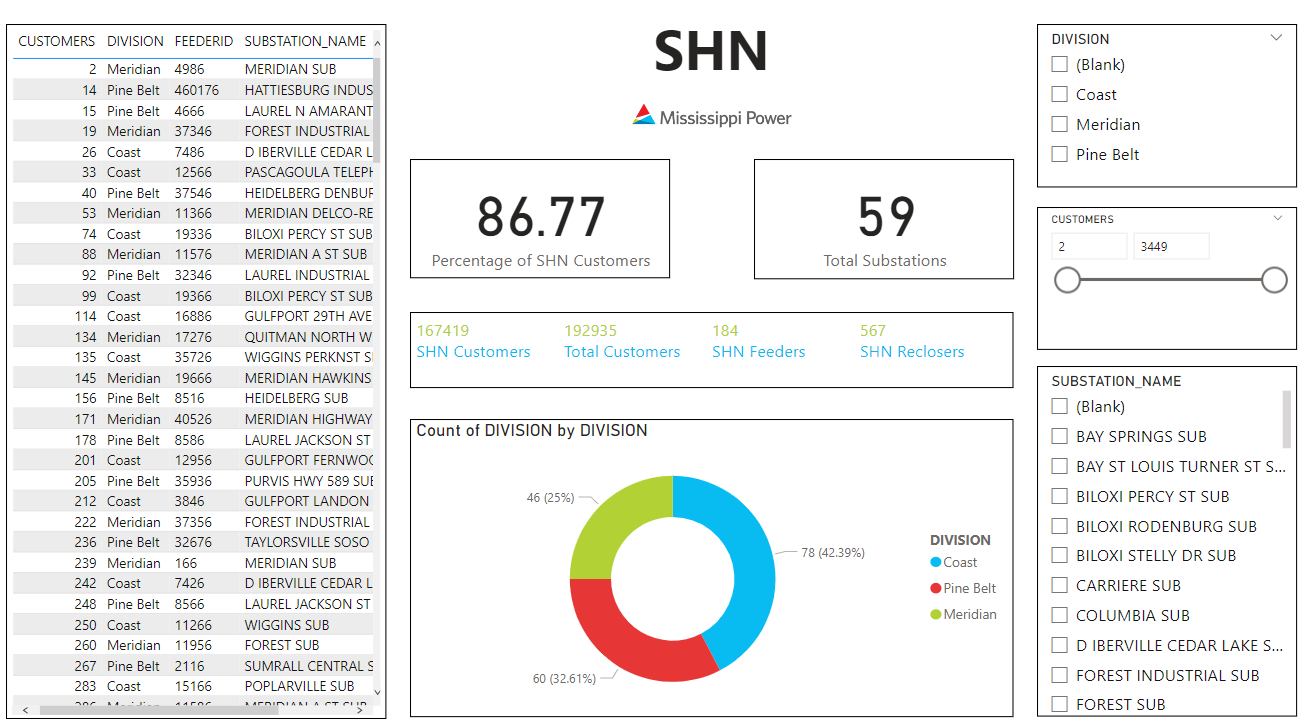 CUSTOMERS DIVISION FEEDERID SUBSTATION_NAME
2 Meridian 4986 MERIDIAN SUB
14 Pine Belt 460176 HATTIESBURG INDUS
15 Pine Belt 4666 LAUREL N AMARANT
19 Meridian 37346 FOREST INDUSTRIAL
26 Coast 7486 D IBERVILLE CEDAR L
33 Coast 12566 PASCAGOULA TELEPH
40 Pine Belt 37546 HEIDELBERG DENBUR
53 Meridian 11366 MERIDIAN DELCO-RE
74 Coast 19336 BILOXI PERCY ST SUB
88 Meridian 11576 MERIDIAN A ST SUB
92 Pine Belt 32346 LAUREL INDUSTRIAL
99 Coast 19366 BILOXI PERCY ST SUB
114 Coast 16886 GULFPORT 29TH AVE
134 Meridian 17276 QUITMAN NORTH W
135 Coast 35726 WIGGINS PERKNST S
145 Meridian 19666 MERIDIAN HAWKINS
156 Pine Belt 8516 HEIDELBERG SUB
171 Meridian 40526 MERIDIAN HIGHWAY
178 Pine Belt 8586 LAUREL JACKSON ST
201 Coast 12956 GULFPORT FERNWOO
205 Pine Belt 35936 PURVIS HWY 589 SUB
212 Coast 3846 GULFPORT LANDON
222 Meridian 37356 FOREST INDUSTRIAL
236 Pine Belt 32676 TAYLORSVILLE SOSO
239 Meridian 166 MERIDIAN SUB
242 Coast 7426 D IBERVILLE CEDAR L
248 Pine Belt 8566 LAUREL JACKSON ST
250 Coast 11266 WIGGINS SUB
260 Meridian 11956 FOREST SUB
267 Pine Belt 2116 SUMRALL CENTRAL S
283 Coast 15166 POPLARVILLE SUB
SHN
Mississippi Power
86.77
Percentage of SHN Customers
59
Total Substations
167419 192935 184 567
SHN Customers Total Customers SHN Feeders SHN Reclosers
Count of DIVISION by DIVISION
46 (25%)
78 (42.39%)
60 (32.61%)
DIVISION
Coast
Pine Belt
Meridian
DIVISION
(Blank)
Coast
Meridian
Pine Belt
CUSTOMERS
2 3449
SUBSTATION_NAME
(Blank)
BAY SPRINGS SUB
BAY ST LOUIS TURNER ST S...
BILOXI PERCY ST SUB
BILOXI RODENBURG SUB
BILOXI STELLY DR SUB
CARRIERE SUB
COLUMBIA SUB
D IBERVILLE CEDAR LAKE S...
FOREST INDUSTRIAL SUB
FOREST SUB